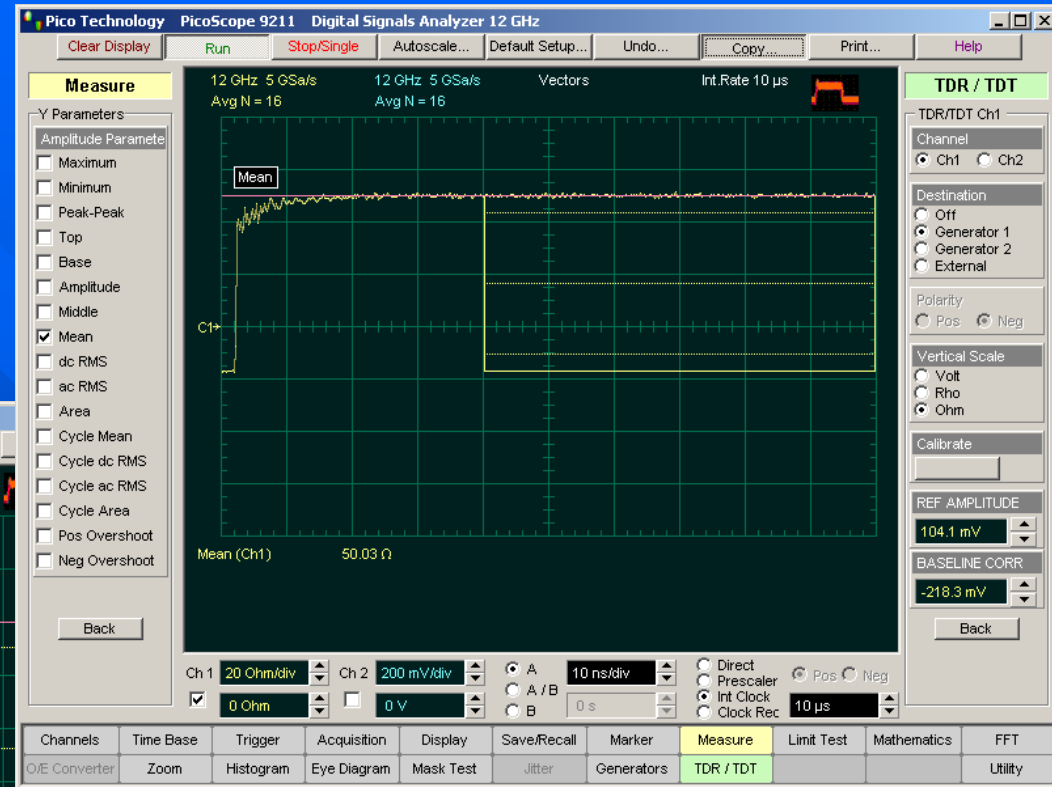 Pico Technology PicoScope 9211 Digital Signals Analyzer 12 GHz
Clear Display Run Stop/Single Autoscale... Default Setup... Undo... Copy... Print... Help
Measure
Y Parameters
Amplitude Paramete
Maximum
Minimum
Peak-Peak
Top
Base
Amplitude
Middle
Mean
dc RMS
ac RMS
Area
Cycle Mean
Cycle dc RMS
Cycle ac RMS
Cycle Area
Pos Overshoot
Neg Overshoot
Back
12 GHz 5 GSa/s 12 GHz 5 GSa/s Vectors Int.Rate 10 µs
Avg N = 16 Avg N = 16
Mean
C1
Mean (Ch1) 50.03 Ω
TDR / TDT
TDR/TDT Ch1
Channel
Ch1 Ch2
Destination
Off
Generator 1
Generator 2
External
Polarity
Pos Neg
Vertical Scale
Volt
Rho
Ohm
Calibrate
REF AMPLITUDE
104.1 mV
BASELINE CORR
-218.3 mV
Back
Ch 1 20 Ohm/div Ch 2 200 mV/div A 10 ns/div Direct Pos Neg
A / B Prescaler
0 Ohm 0 V B 0 s Int Clock 10 µs
Clock Rec
Channels Time Base Trigger Acquisition Display Save/Recall Marker Measure Limit Test Mathematics FFT
O/E Converter Zoom Histogram Eye Diagram Mask Test Jitter Generators TDR / TDT Utility